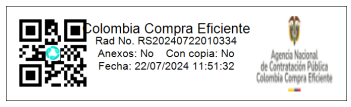 Colombia Compra Eficiente
Rad No. RS20240722010334
Anexos: No Con copia: No
Fecha: 22/07/2024 11:51:32
Agencia Nacional
de Contratación Pública
Colombia Compra Eficiente